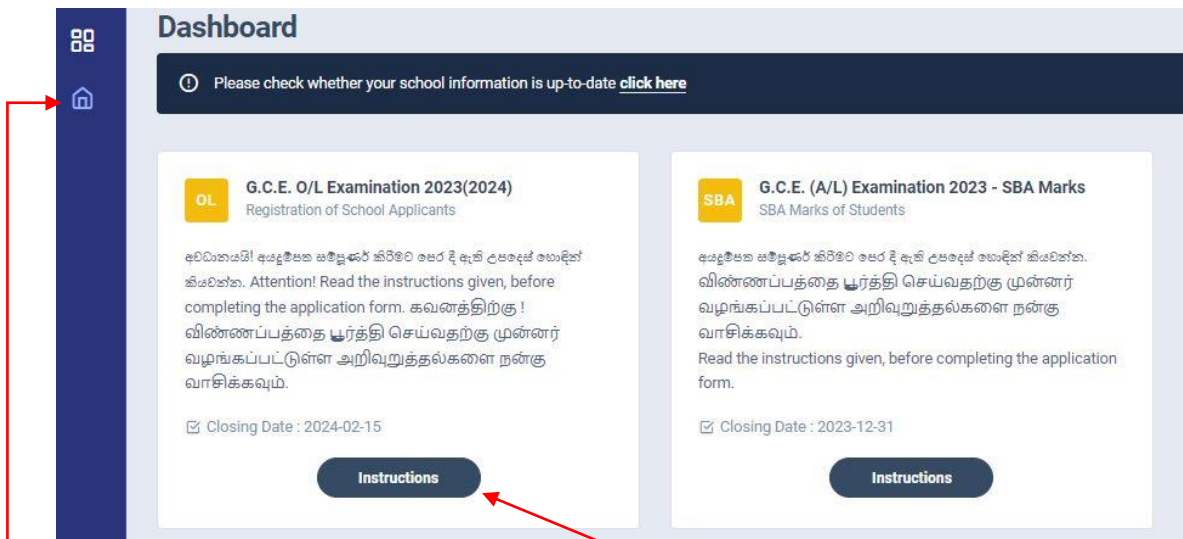 Dashboard
Please check whether your school information is up-to-date click here
OL
G.C.E. O/L Examination 2023(2024)
Registration of School Applicants
අවධානයයි! අයදුම්පත සම්පූර්ණ කිරීමට පෙර දී ඇති උපදෙස් හොඳින්
කියවන්න. Attention! Read the instructions given, before
completing the application form. கவனத்திற்கு !
விண்ணப்பத்தை பூர்த்தி செய்வதற்கு முன்னர்
வழங்கப்பட்டுள்ள அறிவுறுத்தல்களை நன்கு
வாசிக்கவும்.
Closing Date : 2024-02-15
Instructions
SBA
G.C.E. (A/L) Examination 2023 - SBA Marks
SBA Marks of Students
අයදුම්පත සම්පූර්ණ කිරීමට පෙර දී ඇති උපදෙස් හොඳින් කියවන්න.
விண்ணப்பத்தை பூர்த்தி செய்வதற்கு முன்னர்
வழங்கப்பட்டுள்ள அறிவுறுத்தல்களை நன்கு
வாசிக்கவும்.
Read the instructions given, before completing the application
form.
Closing Date : 2023-12-31
Instructions